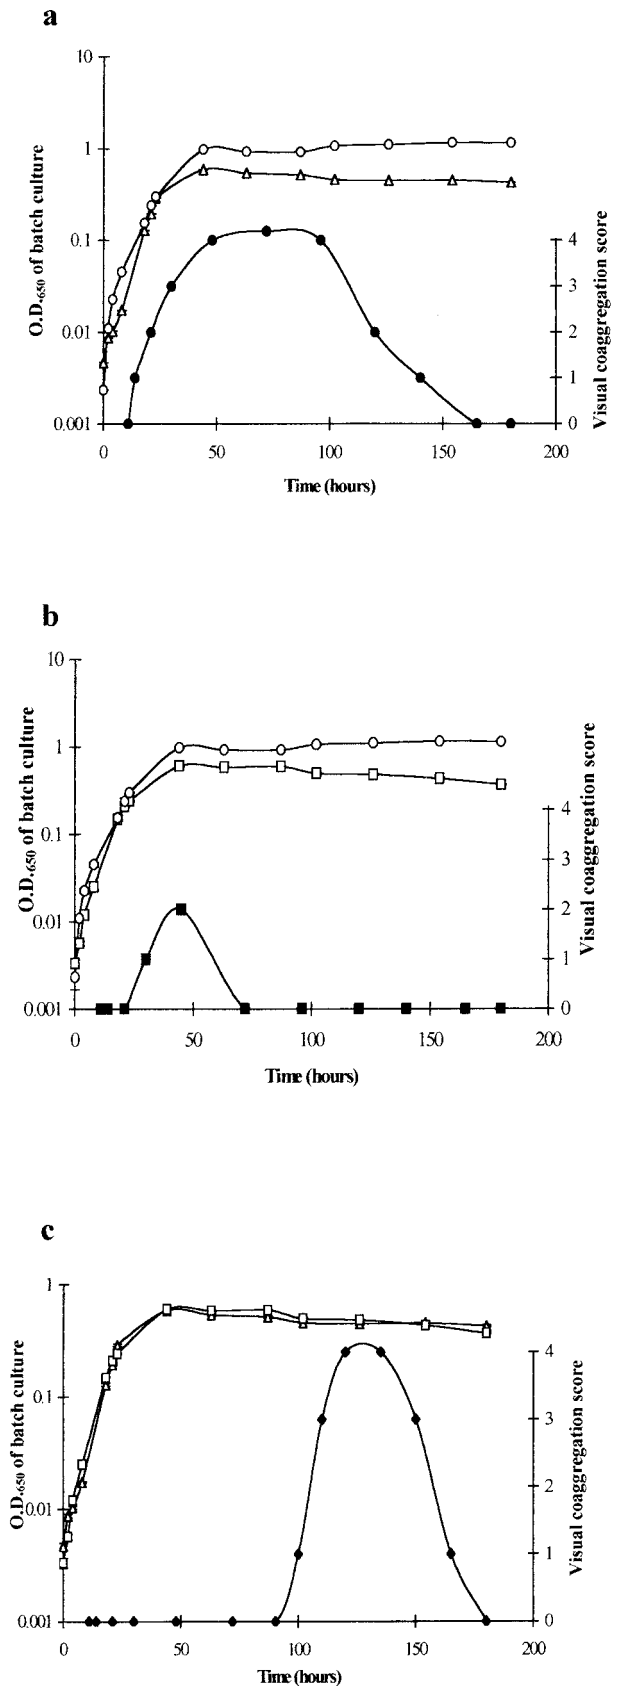 a
10
1
0.1
0.01
0.001
O.D.650 of batch culture
4
3
2
1
0
Visual coaggregation score
0 50 100 150 200
Time (hours)
b
10
1
0.1
0.01
0.001
O.D.650 of batch culture
4
3
2
1
0
Visual coaggregation score
0 50 100 150 200
Time (hours)
c
1
0.1
0.01
0.001
O.D.650 of batch culture
4
3
2
1
0
Visual coaggregation score
0 50 100 150 200
Time (hours)